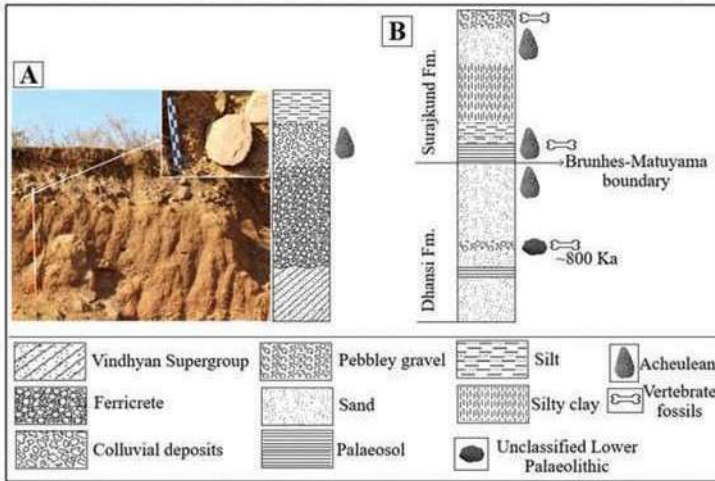 A
B
Surajkund Fm.
Dhansi Fm.
Brunhes-Matuyama
boundary
~800 Ka
Vindhyan Supergroup
Pebbley gravel
Silt
Acheulean
Ferricrete
Sand
Silty clay
Vertebrate
fossils
Colluvial deposits
Palaeosol
Unclassified Lower
Palaeolithic